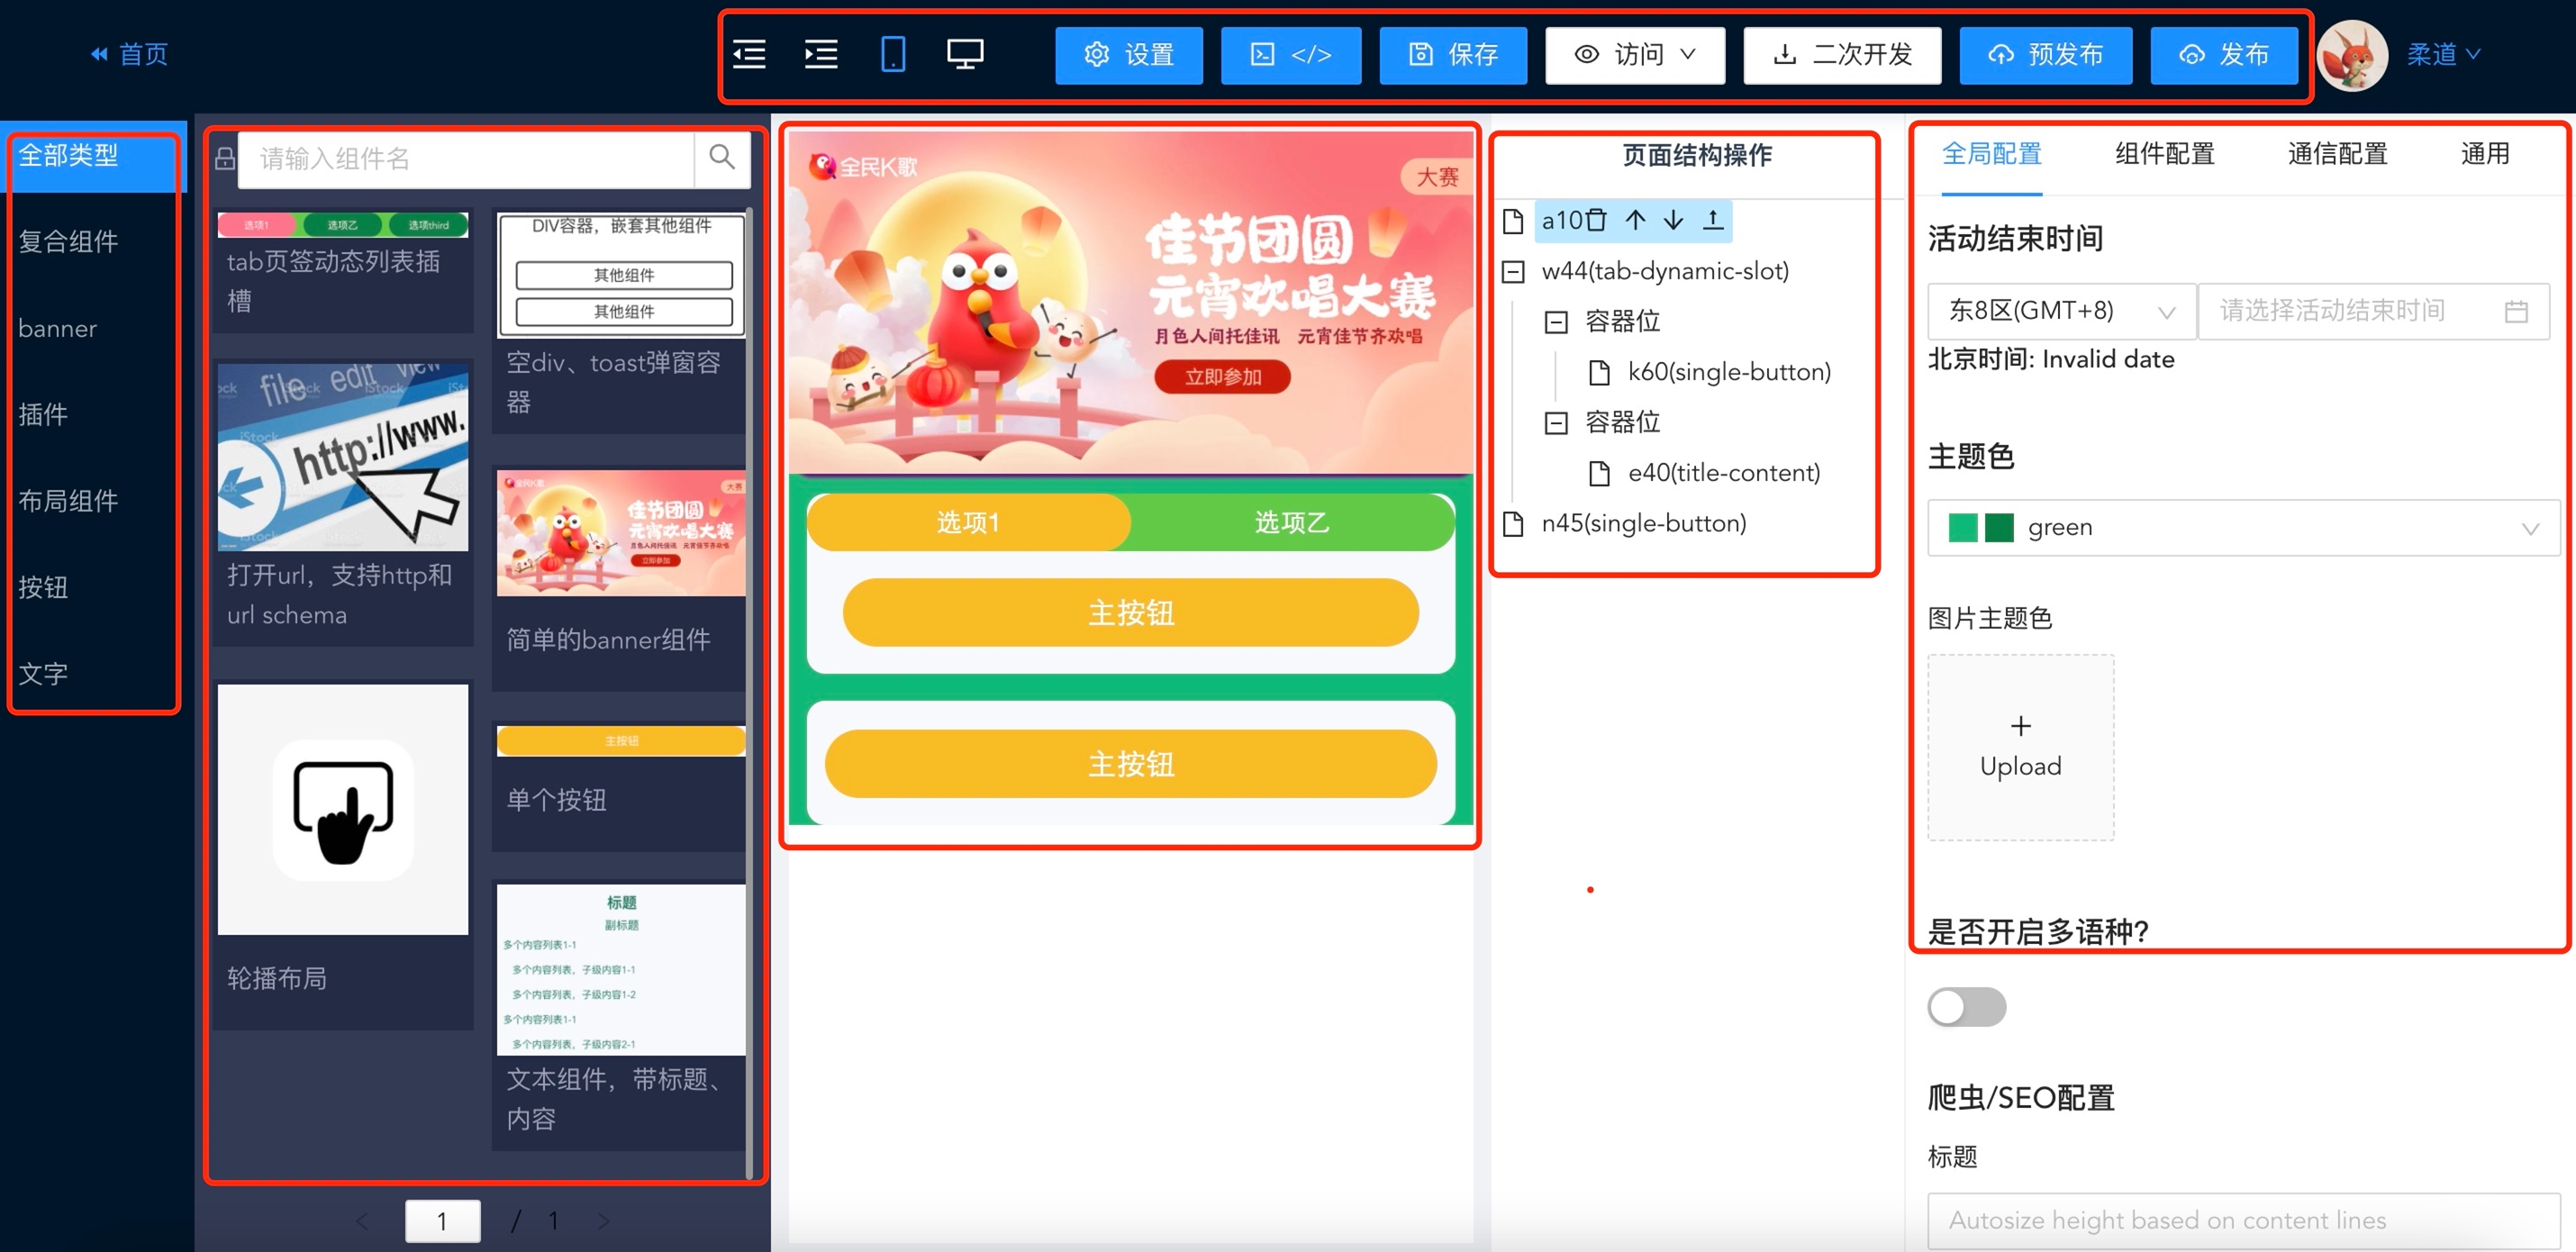 首页
设置
</>
保存
访问
二次开发
预发布
发布
柔道
全部类型
复合组件
banner
插件
布局组件
按钮
文字
请输入组件名
选项1
选项乙
选项third
tab页签动态列表插
槽
DIV容器，嵌套其他组件
其他组件
其他组件
空div、toast弹窗容
器
file edit view
iStock
http://www.
打开url，支持http和
url schema
全民K歌
大赛
佳节团圆
元宵欢唱大赛
月色人间托佳讯 元宵佳节齐欢唱
立即参加
简单的banner组件
主按钮
单个按钮
轮播布局
标题
副标题
多个内容列表1-1
多个内容列表，子级内容1-1
多个内容列表，子级内容1-2
多个内容列表1-1
多个内容列表，子级内容2-1
文本组件，带标题、
内容
1 / 1
全民K歌
大赛
佳节团圆
元宵欢唱大赛
月色人间托佳讯 元宵佳节齐欢唱
立即参加
选项1
选项乙
主按钮
主按钮
页面结构操作
a10
w44(tab-dynamic-slot)
容器位
k60(single-button)
容器位
e40(title-content)
n45(single-button)
全局配置
组件配置
通信配置
通用
活动结束时间
东8区(GMT+8)
请选择活动结束时间
北京时间: Invalid date
主题色
green
图片主题色
+
Upload
是否开启多语种?
爬虫/SEO配置
标题
Autosize height based on content lines